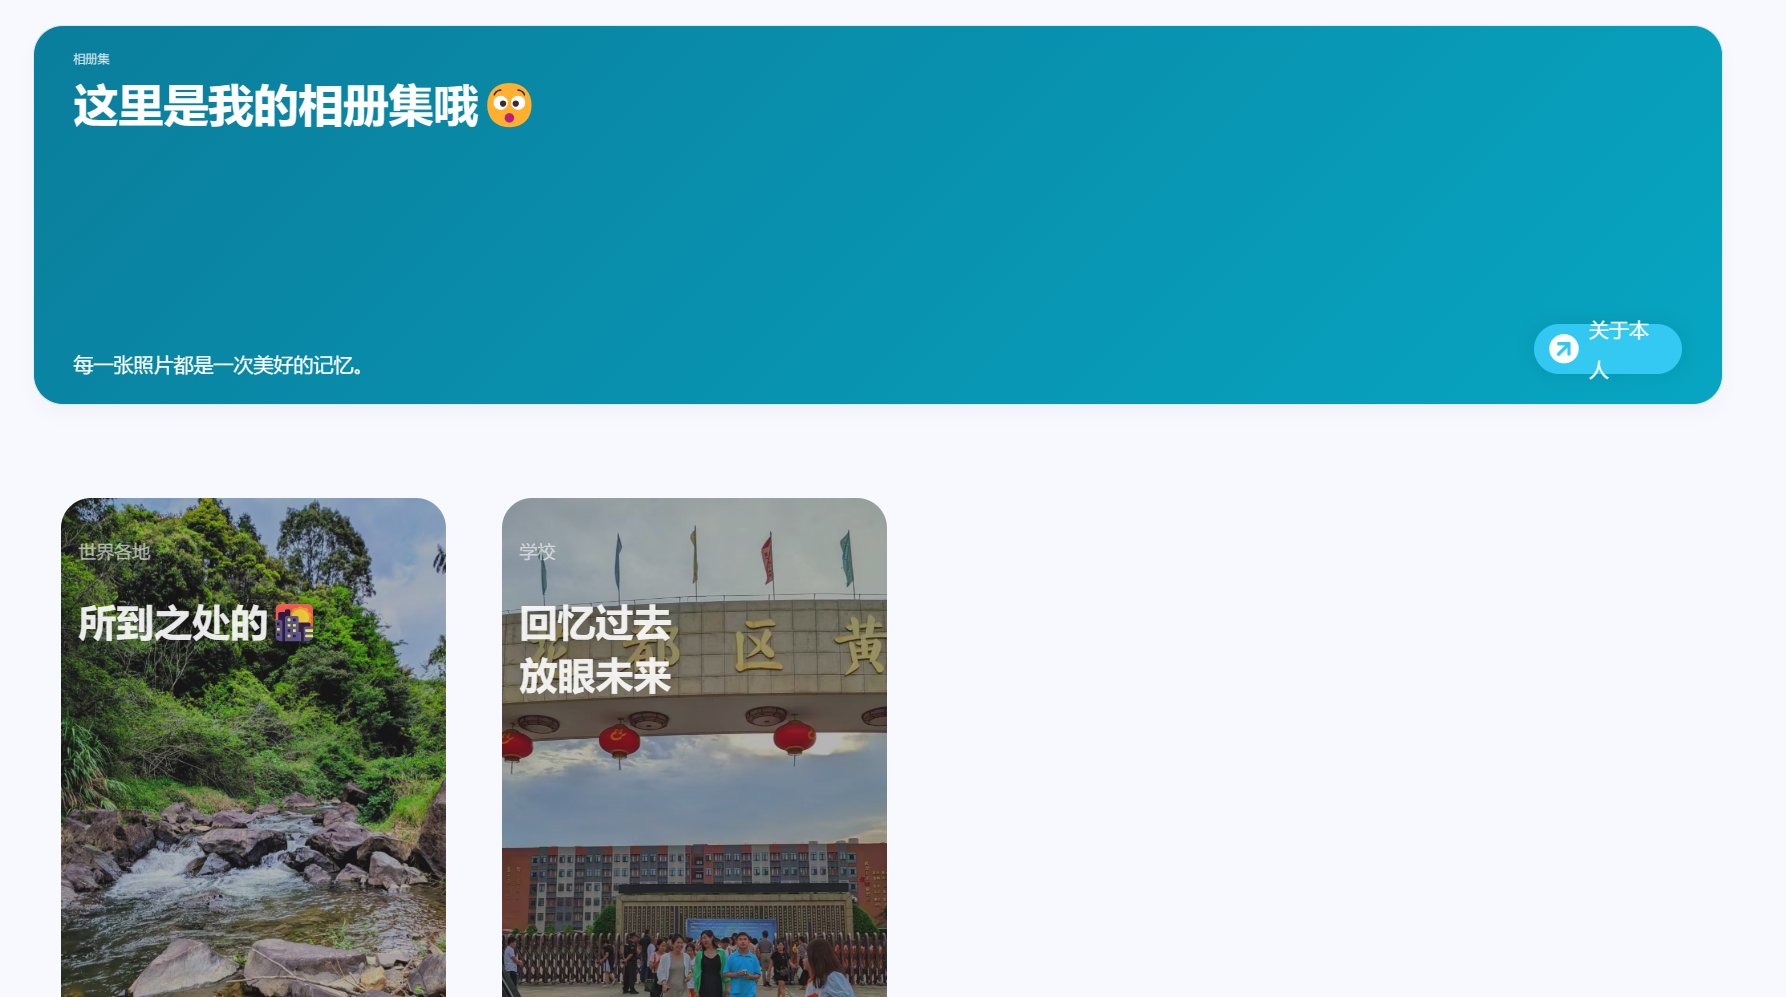 相册集
这里是我的相册集哦😲
每一张照片都是一次美好的记忆。
关于本
人
世界各地
所到之处的🌇
学校
回忆过去
放眼未来
都区黄